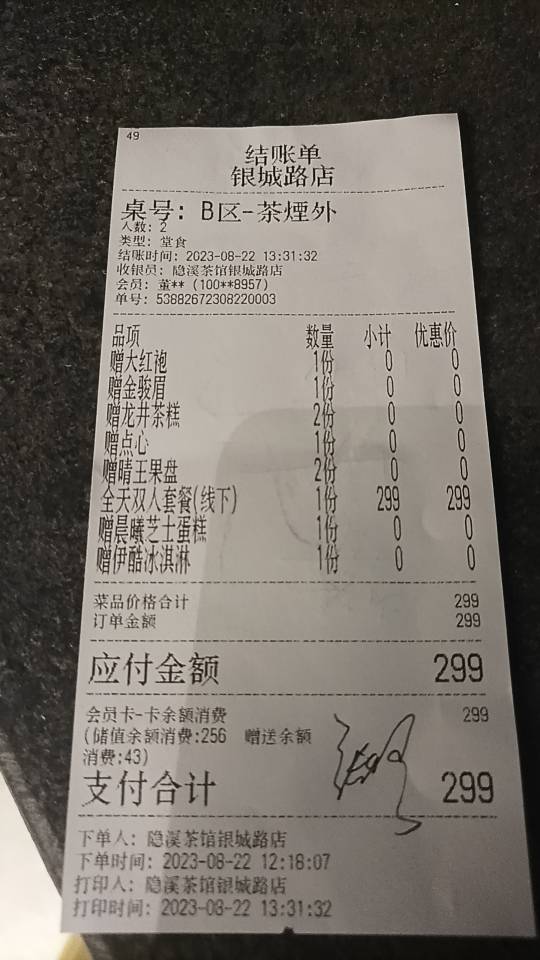 49
结账单
银城路店
桌号: B区-茶煙外
人数: 2
类型: 堂食
结账时间: 2023-08-22 13:31:32
收银员: 隐溪茶馆银城路店
会员: 董** (100**8957)
单号: 53882672308220003
品项 数量 小计 优惠价
赠大红袍 1份 0 0
赠金骏眉 1份 0 0
赠龙井茶糕 2份 0 0
赠点心 1份 0 0
赠晴王果盘 2份 0 0
全天双人套餐(线下) 1份 299 299
赠晨曦芝士蛋糕 1份 0 0
赠伊酷冰淇淋 1份 0 0
菜品价格合计 299
订单金额 299
应付金额 299
会员卡-卡余额消费 299
(储值余额消费:256 赠送余额
消费:43)
支付合计 299
下单人: 隐溪茶馆银城路店
下单时间: 2023-08-22 12:18:07
打印人: 隐溪茶馆银城路店
打印时间: 2023-08-22 13:31:32